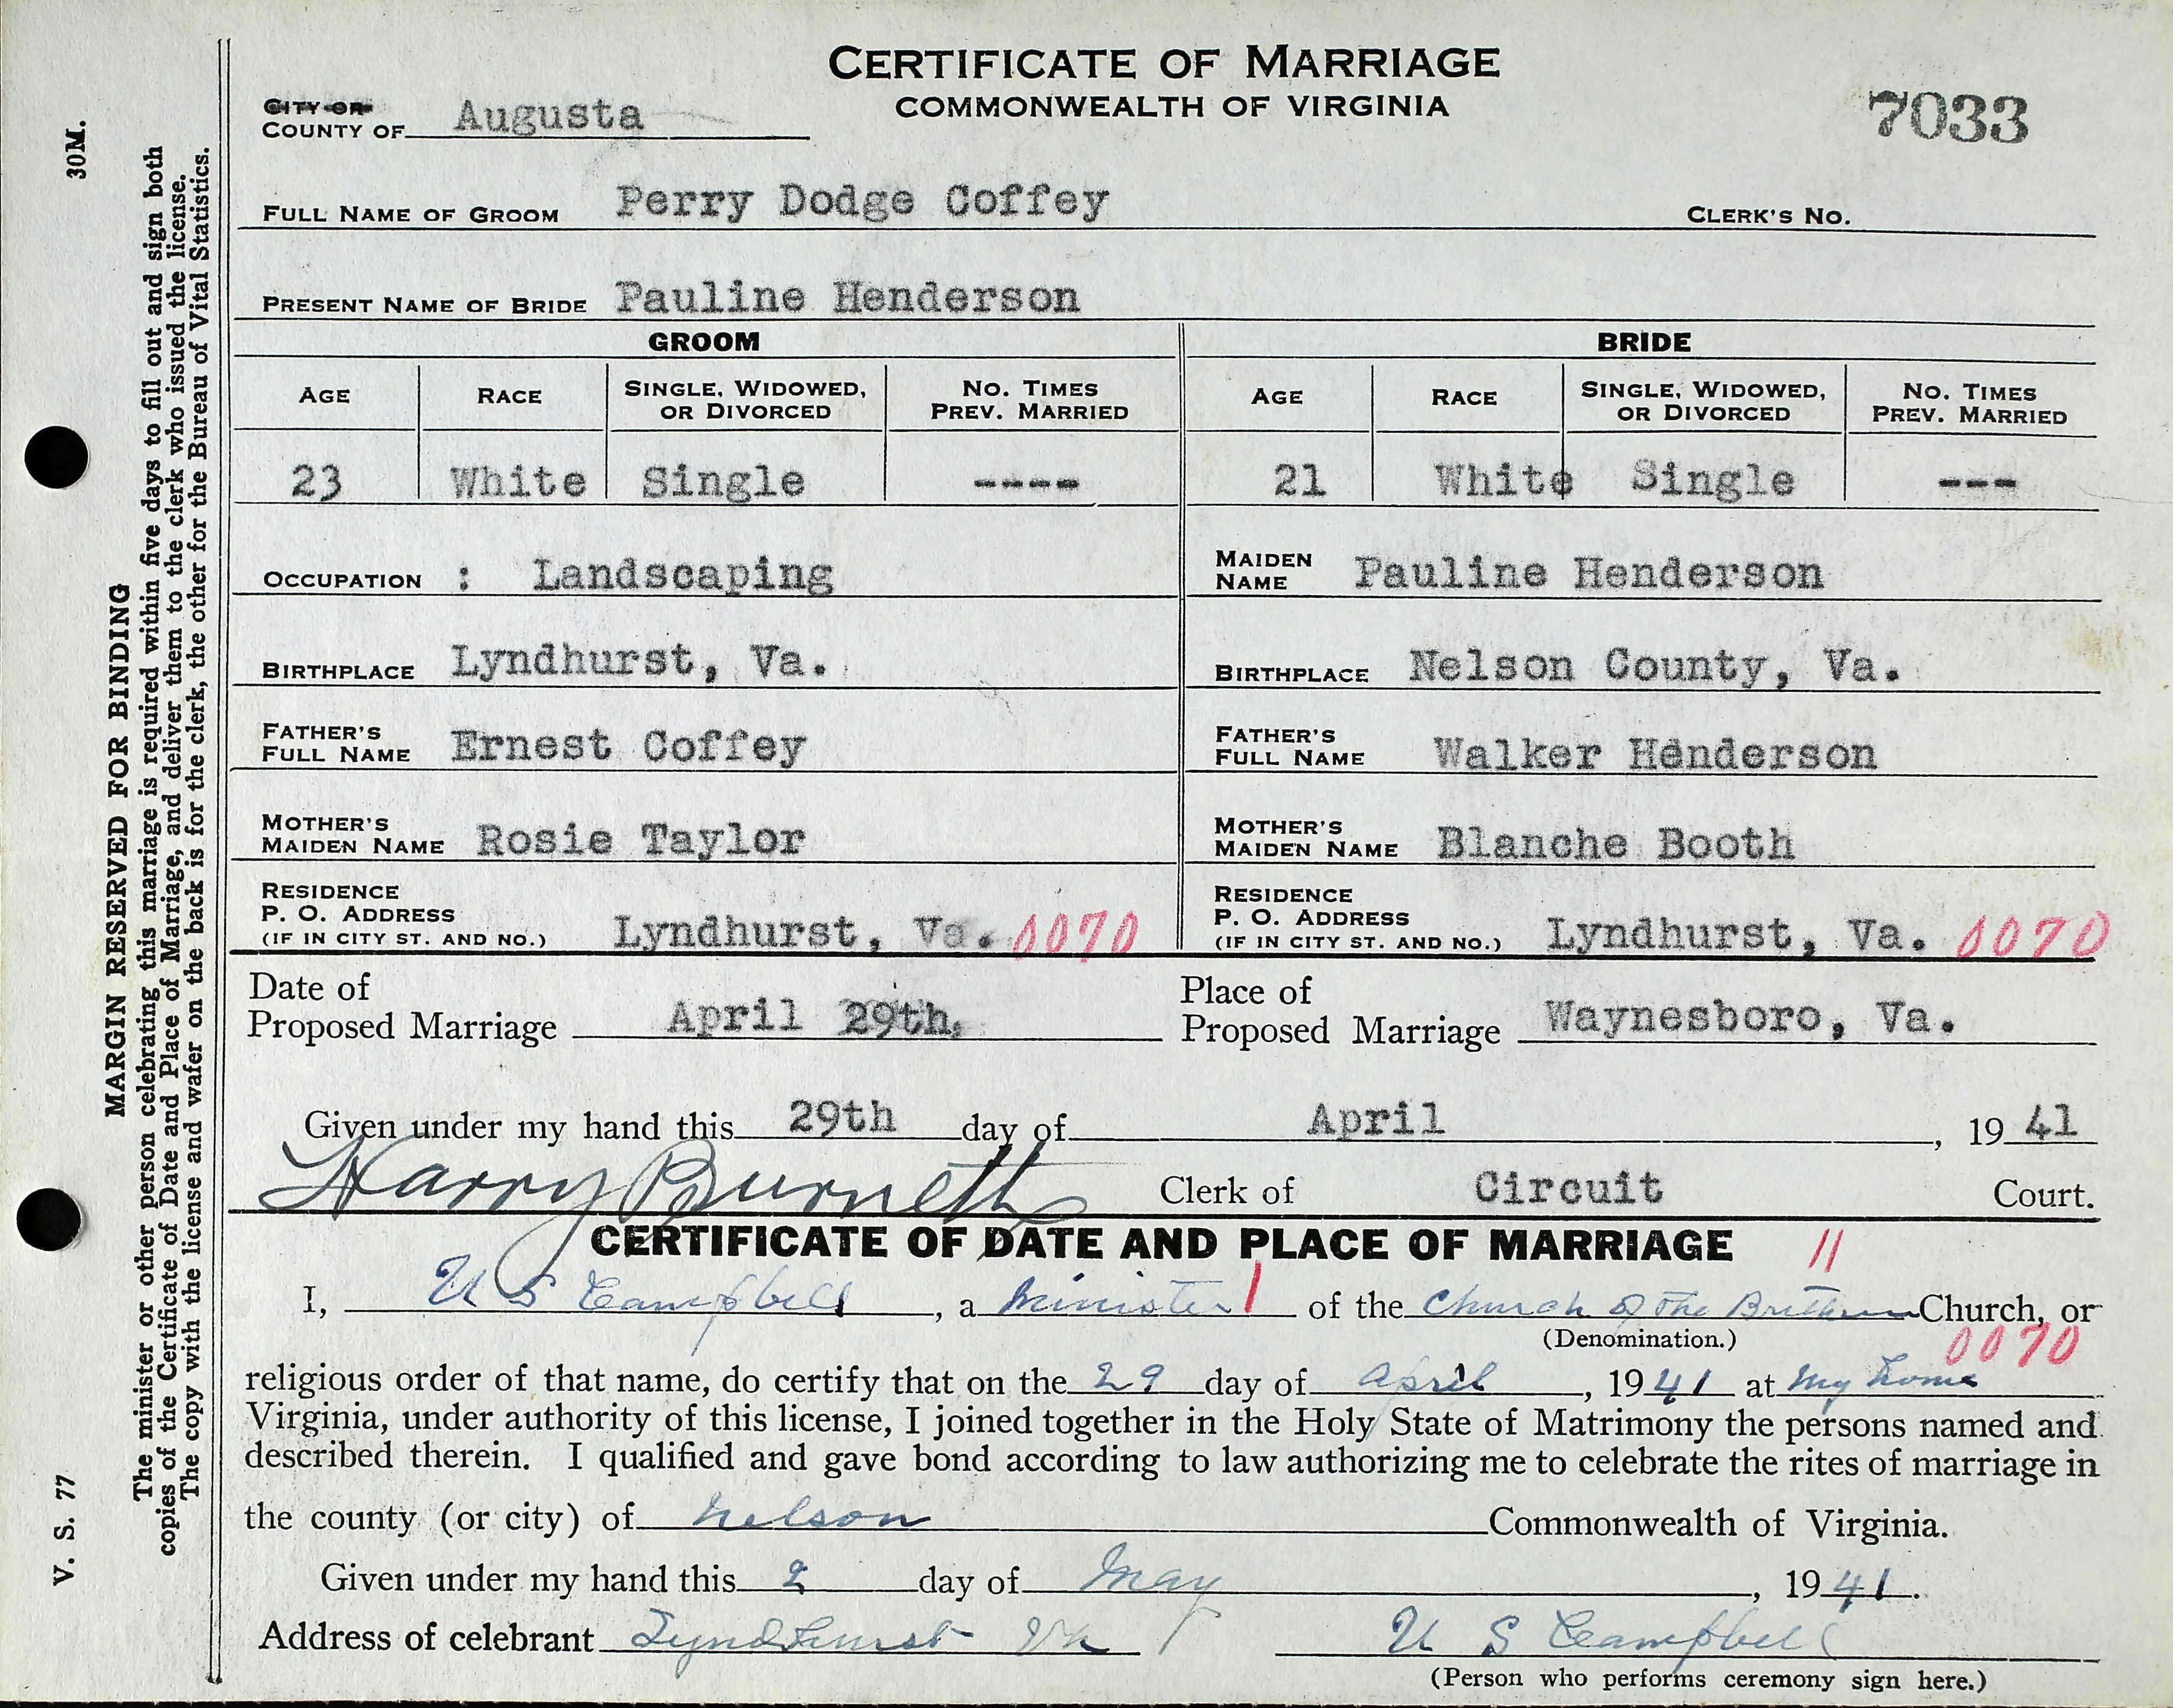 CERTIFICATE OF MARRIAGE
COMMONWEALTH OF VIRGINIA
7033
CITY OR
COUNTY OF Augusta
FULL NAME OF GROOM Perry Dodge Coffey CLERK'S NO.
PRESENT NAME OF BRIDE Pauline Henderson
GROOM BRIDE
AGE RACE SINGLE, WIDOWED, OR DIVORCED NO. TIMES PREV. MARRIED AGE RACE SINGLE, WIDOWED, OR DIVORCED NO. TIMES PREV. MARRIED
23 White Single ---- 21 White Single ---
OCCUPATION : Landscaping MAIDEN NAME Pauline Henderson
BIRTHPLACE Lyndhurst, Va. BIRTHPLACE Nelson County, Va.
FATHER'S FULL NAME Ernest Coffey FATHER'S FULL NAME Walker Henderson
MOTHER'S MAIDEN NAME Rosie Taylor MOTHER'S MAIDEN NAME Blanche Booth
RESIDENCE P. O. ADDRESS (IF IN CITY ST. AND NO.) Lyndhurst, Va. 0070 RESIDENCE P. O. ADDRESS (IF IN CITY ST. AND NO.) Lyndhurst, Va. 0070
Date of Proposed Marriage April 29th, Place of Proposed Marriage Waynesboro, Va.
Given under my hand this 29th day of April, 19 41
Harry Burnett Clerk of Circuit Court.
CERTIFICATE OF DATE AND PLACE OF MARRIAGE 11
I, U S Campbell, a Minister 1 of the Church of the Brethren Church, or
(Denomination.)
0070
religious order of that name, do certify that on the 29 day of April, 19 41 at my home
Virginia, under authority of this license, I joined together in the Holy State of Matrimony the persons named and
described therein. I qualified and gave bond according to law authorizing me to celebrate the rites of marriage in
the county (or city) of Nelson Commonwealth of Virginia.
Given under my hand this 2 day of May, 19 41.
Address of celebrant Lyndhurst Va U S Campbell
(Person who performs ceremony sign here.)
V. S. 77 30M.
MARGIN RESERVED FOR BINDING
The minister or other person celebrating this marriage is required within five days to fill out and sign both
copies of the Certificate of Date and Place of Marriage, and deliver them to the clerk who issued the license.
The copy with the license and wafer on the back is for the clerk, the other for the Bureau of Vital Statistics.